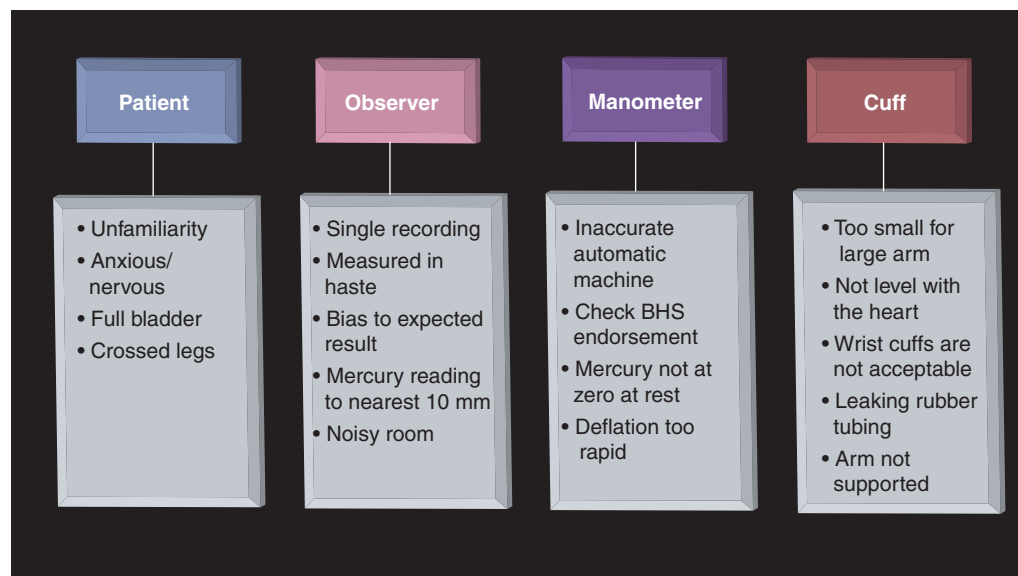 Patient
• Unfamiliarity
• Anxious/
nervous
• Full bladder
• Crossed legs
Observer
• Single recording
• Measured in
haste
• Bias to expected
result
• Mercury reading
to nearest 10 mm
• Noisy room
Manometer
• Inaccurate
automatic
machine
• Check BHS
endorsement
• Mercury not at
zero at rest
• Deflation too
rapid
Cuff
• Too small for
large arm
• Not level with
the heart
• Wrist cuffs are
not acceptable
• Leaking rubber
tubing
• Arm not
supported